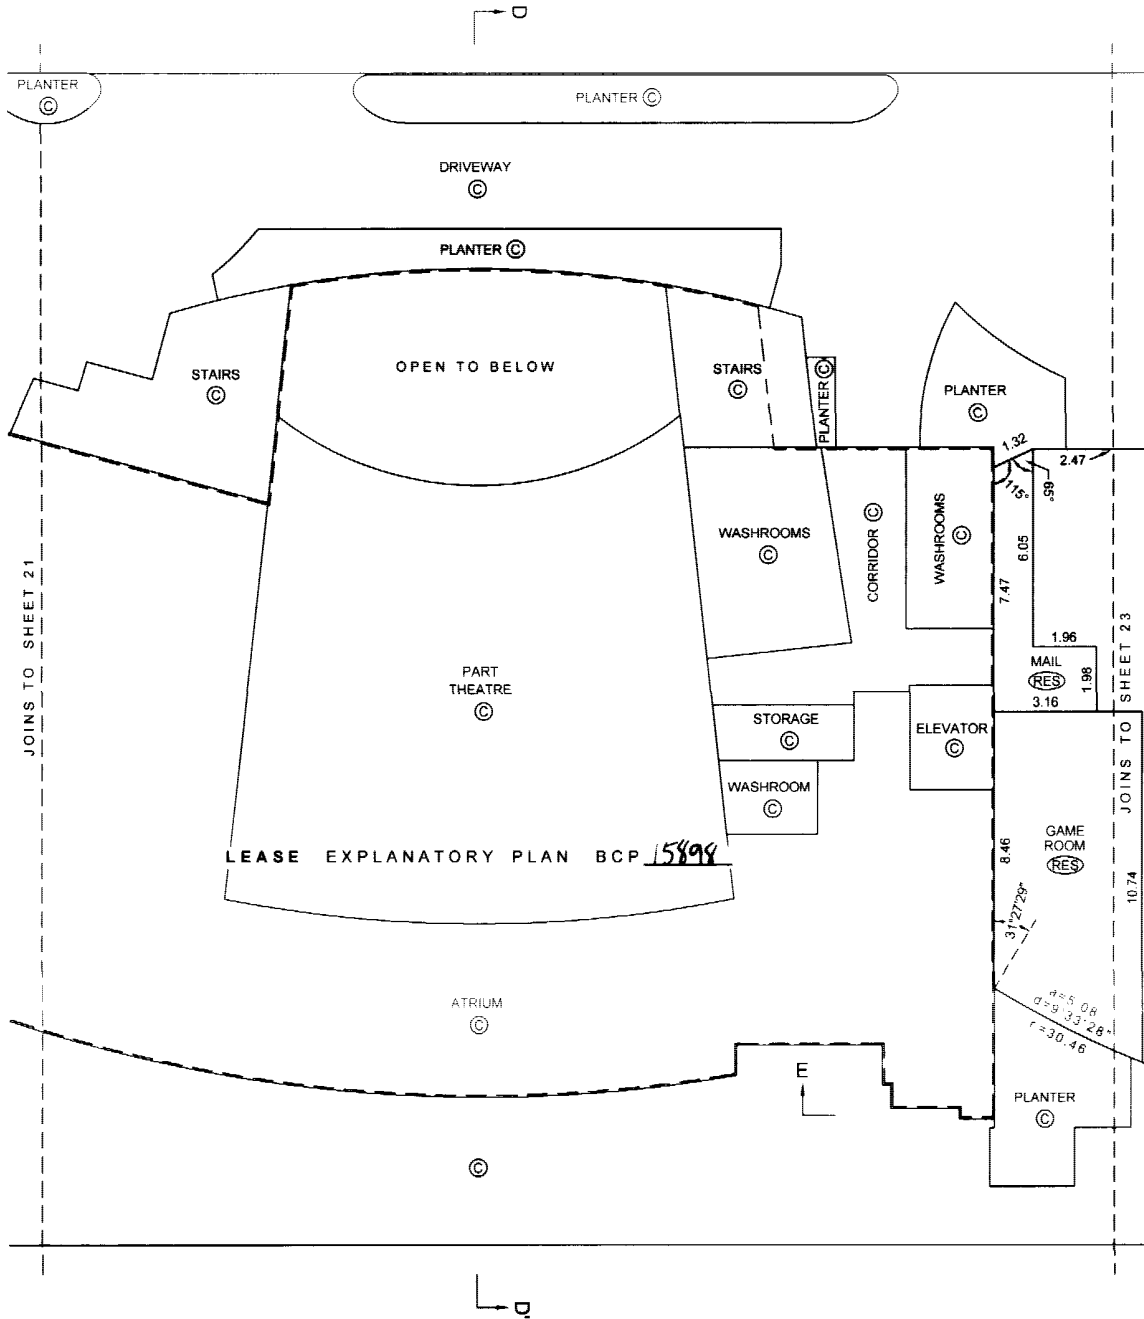 D
PLANTER
C
PLANTER C
DRIVEWAY
C
PLANTER C
OPEN TO BELOW
STAIRS
C
STAIRS
C
PLANTER C
PLANTER
C
1.32
2.47
115°
65°
WASHROOMS
C
CORRIDOR C
WASHROOMS
C
6.05
7.47
JOINS TO SHEET 21
JOINS TO SHEET 23
1.96
MAIL
RES
1.98
3.16
PART
THEATRE
C
STORAGE
C
ELEVATOR
C
WASHROOM
C
GAME
ROOM
RES
8.46
10.74
LEASE EXPLANATORY PLAN BCP 15898
31°27'29"
a=5.08
d=9°33'28"
r=30.46
ATRIUM
C
E
PLANTER
C
C
D'